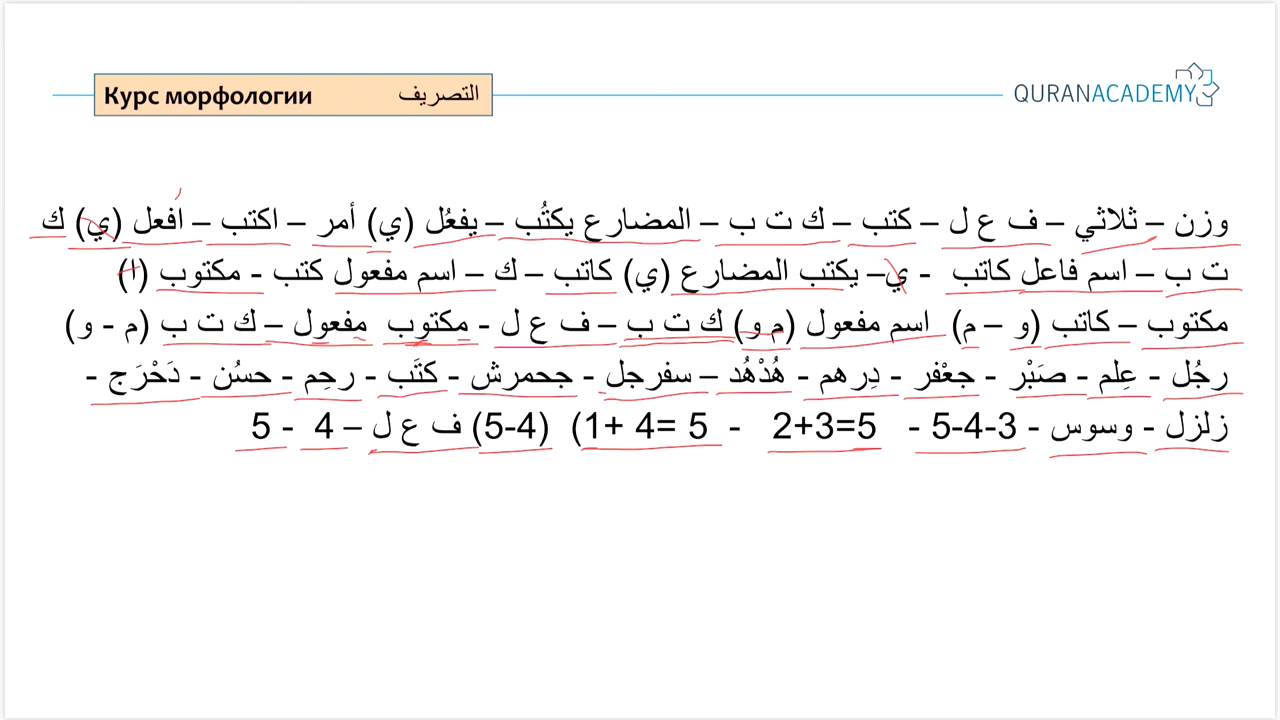 Курс морфологии التصريف
QURANACADEMY
وزن – ثلاثي – ف ع ل – كتب – ك ت ب – المضارع يكتُب – يفعُل (ي) أمر – اكتب – افعل (ي) ك
ت ب – اسم فاعل كاتب - ي– يكتب المضارع (ي) كاتب – ك – اسم مفعول كتب - مكتوب (ا)
مكتوب – كاتب (و – م) اسم مفعول (م و) ك ت ب – ف ع ل - مكتوب مفعول – ك ت ب (م - و)
رجُل - عِلم - صَبْر - جعْفر - دِرهم - هُدْهُد – سفرجل - جحمرش - كتَب - رحِم - حسُن - دَحْرَج -
زلزل - وسوس - 3-4-5 - 5=3+2 - 5 =4 +1) (4-5) ف ع ل – 4 - 5